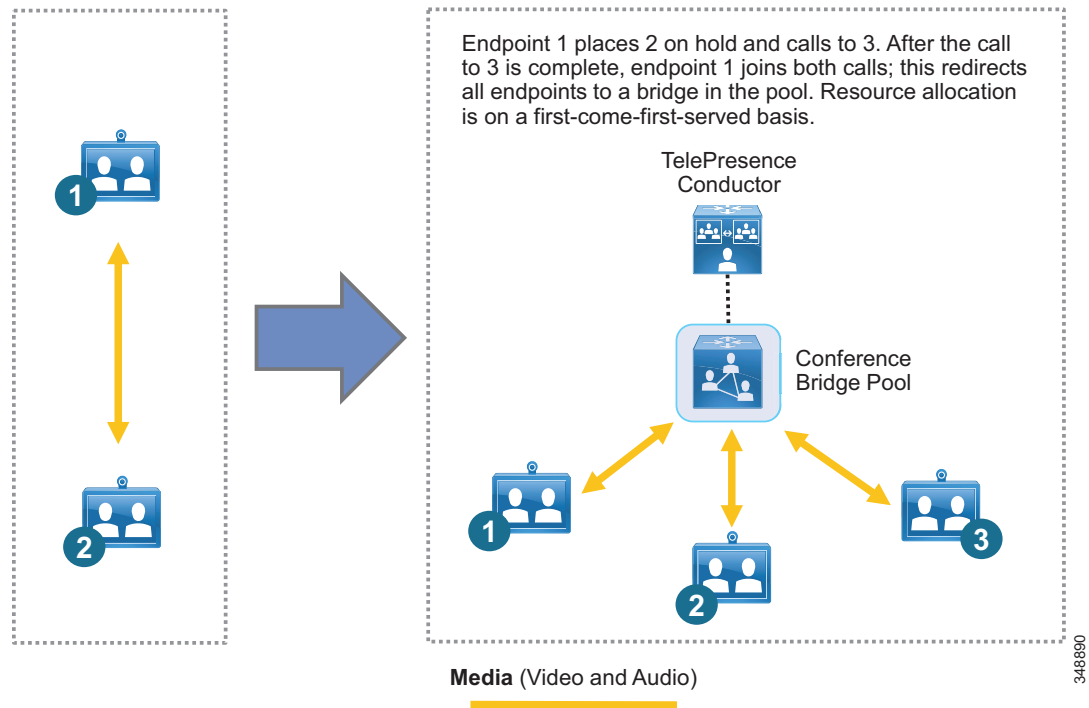 Endpoint 1 places 2 on hold and calls to 3. After the call
to 3 is complete, endpoint 1 joins both calls; this redirects
all endpoints to a bridge in the pool. Resource allocation
is on a first-come-first-served basis.
TelePresence
Conductor
1
Conference
Bridge Pool
2
1
3
2
348890
Media (Video and Audio)